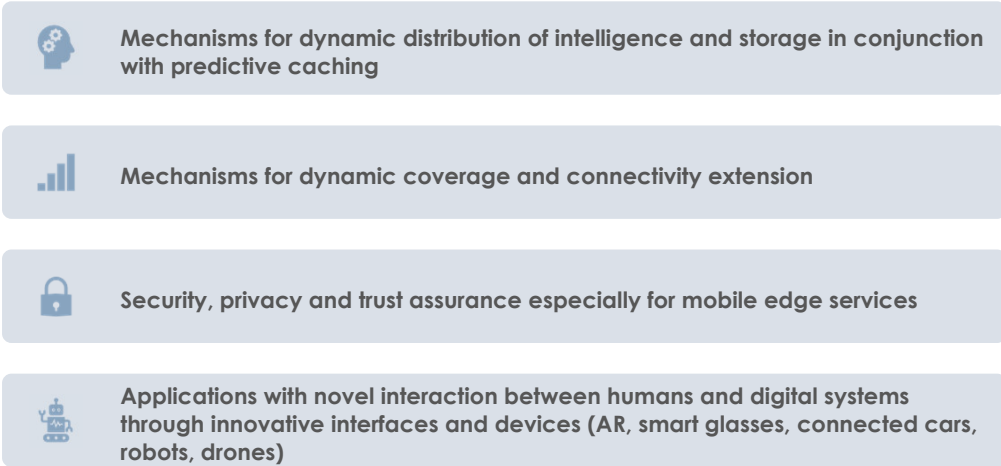 Mechanisms for dynamic distribution of intelligence and storage in conjunction
with predictive caching
Mechanisms for dynamic coverage and connectivity extension
Security, privacy and trust assurance especially for mobile edge services
Applications with novel interaction between humans and digital systems
through innovative interfaces and devices (AR, smart glasses, connected cars,
robots, drones)